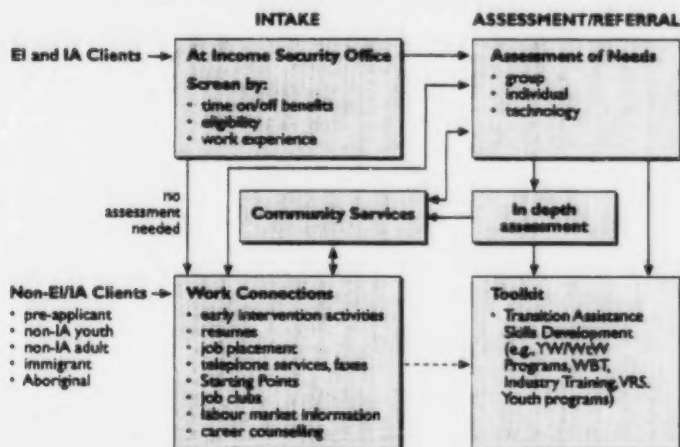 INTAKE
ASSESSMENT/REFERRAL
EI and IA Clients
At Income Security Office
Screen by:
• time on/off benefits
• eligibility
• work experience
Assessment of Needs
• group
• individual
• technology
no
assessment
needed
Community Services
In depth
assessment
Non-EI/IA Clients
• pre-applicant
• non-IA youth
• non-IA adult
• immigrant
• Aboriginal
Work Connections
• early intervention activities
• resumes
• job placement
• telephone services, faxes
• Starting Points
• job clubs
• labour market information
• career counselling
Toolkit
• Transition Assistance
Skills Development
(e.g., YW/WtW
Programs, WBT,
Industry Training, VRS,
Youth programs)